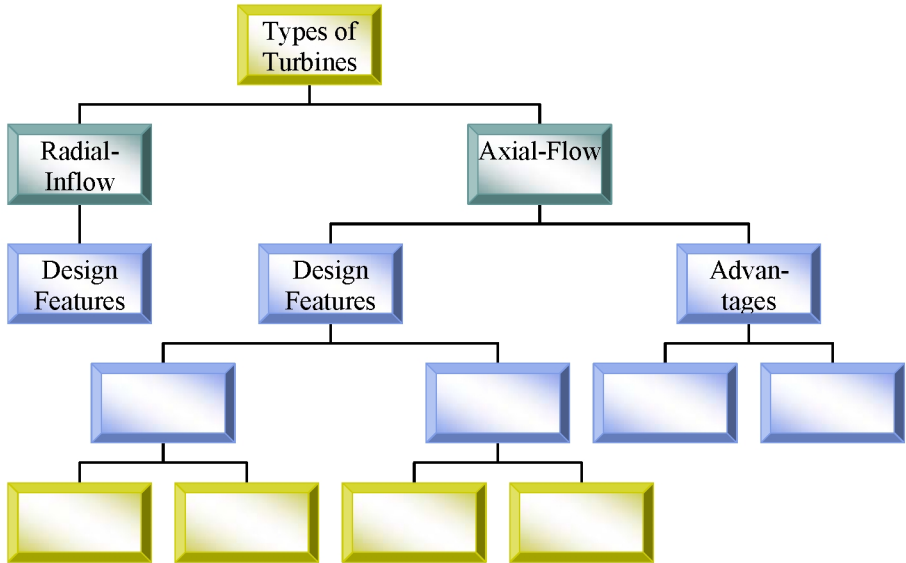 Types of
Turbines
Radial-
Inflow
Axial-Flow
Design
Features
Design
Features
Advan-
tages